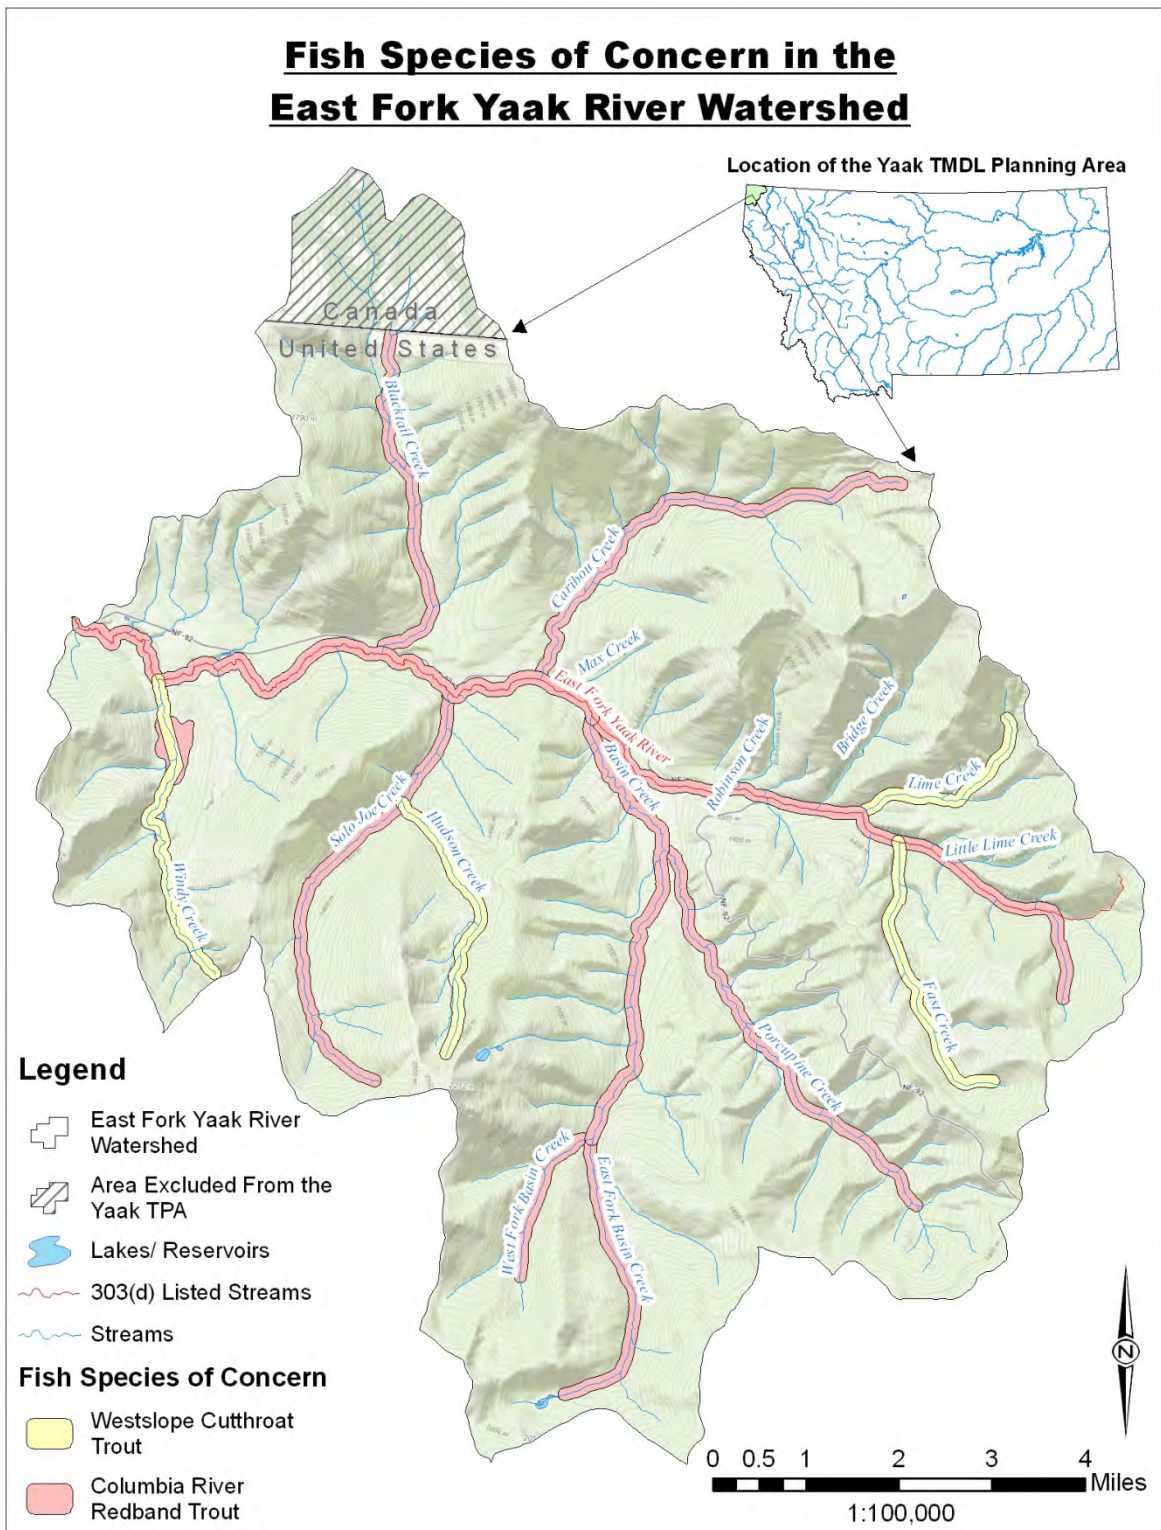 Fish Species of Concern in the
East Fork Yaak River Watershed
Location of the Yaak TMDL Planning Area
Canada
United States
Blacktail Creek
Caribou Creek
NF-92
Max Creek
East Fork Yaak River
Basin Creek
Robinson Creek
Bridge Creek
Lime Creek
Little Lime Creek
Solo Joe Creek
Hudson Creek
Windy Creek
NF-92
East Creek
Porcupine Creek
NF-92
West Fork Basin Creek
East Fork Basin Creek
Legend
East Fork Yaak River
Watershed
Area Excluded From the
Yaak TPA
Lakes/ Reservoirs
303(d) Listed Streams
Streams
Fish Species of Concern
Westslope Cutthroat
Trout
Columbia River
Redband Trout
N
0 0.5 1 2 3 4
Miles
1:100,000